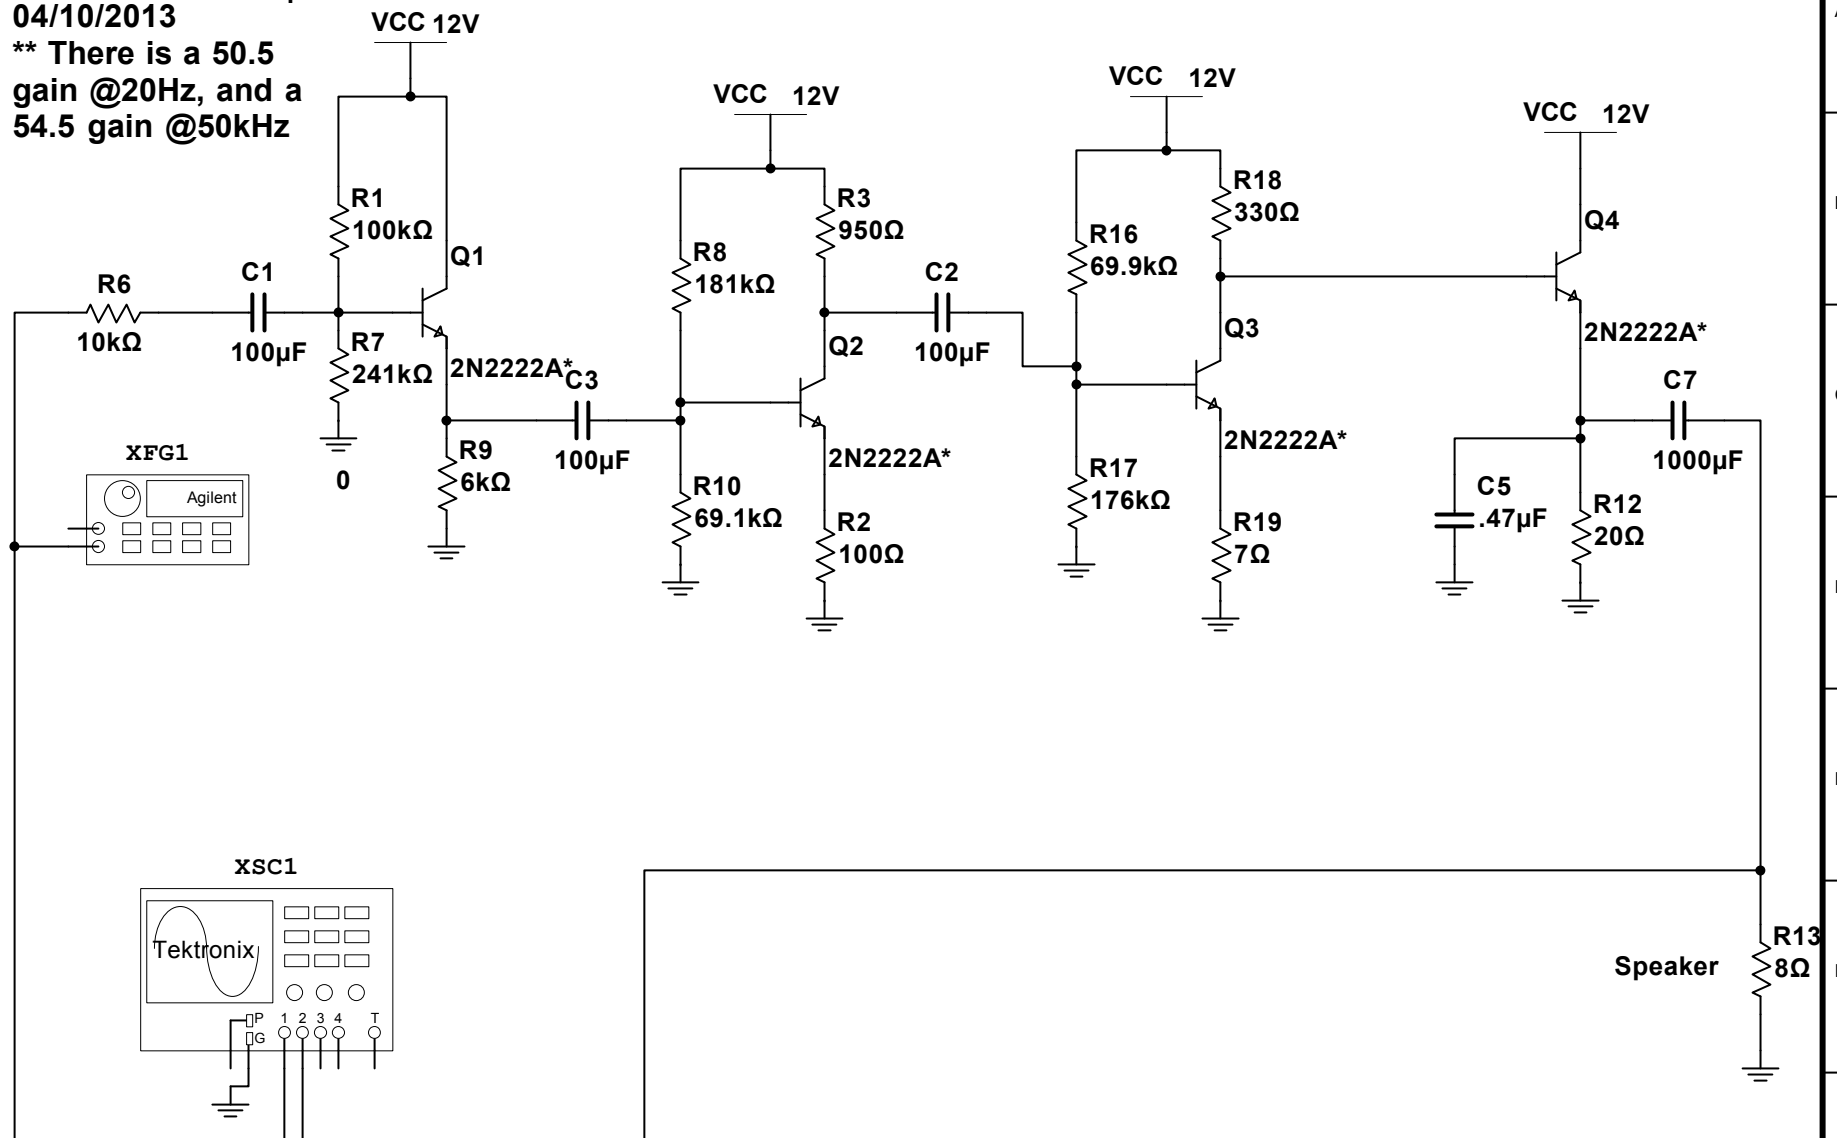 04/10/2013
** There is a 50.5
gain @20Hz, and a
54.5 gain @50kHz
VCC 12V
VCC 12V
VCC 12V
VCC 12V
R1
100kΩ
Q1
R6
10kΩ
C1
100µF
R7
241kΩ
0
2N2222A*
R9
6kΩ
C3
100µF
R8
181kΩ
R3
950Ω
Q2
2N2222A*
R10
69.1kΩ
R2
100Ω
C2
100µF
R16
69.9kΩ
R18
330Ω
Q3
2N2222A*
R17
176kΩ
R19
7Ω
Q4
2N2222A*
C7
1000µF
C5
.47µF
R12
20Ω
XFG1
Agilent
XSC1
Tektronix
P 1 2 3 4 T
G
Speaker
R13
8Ω